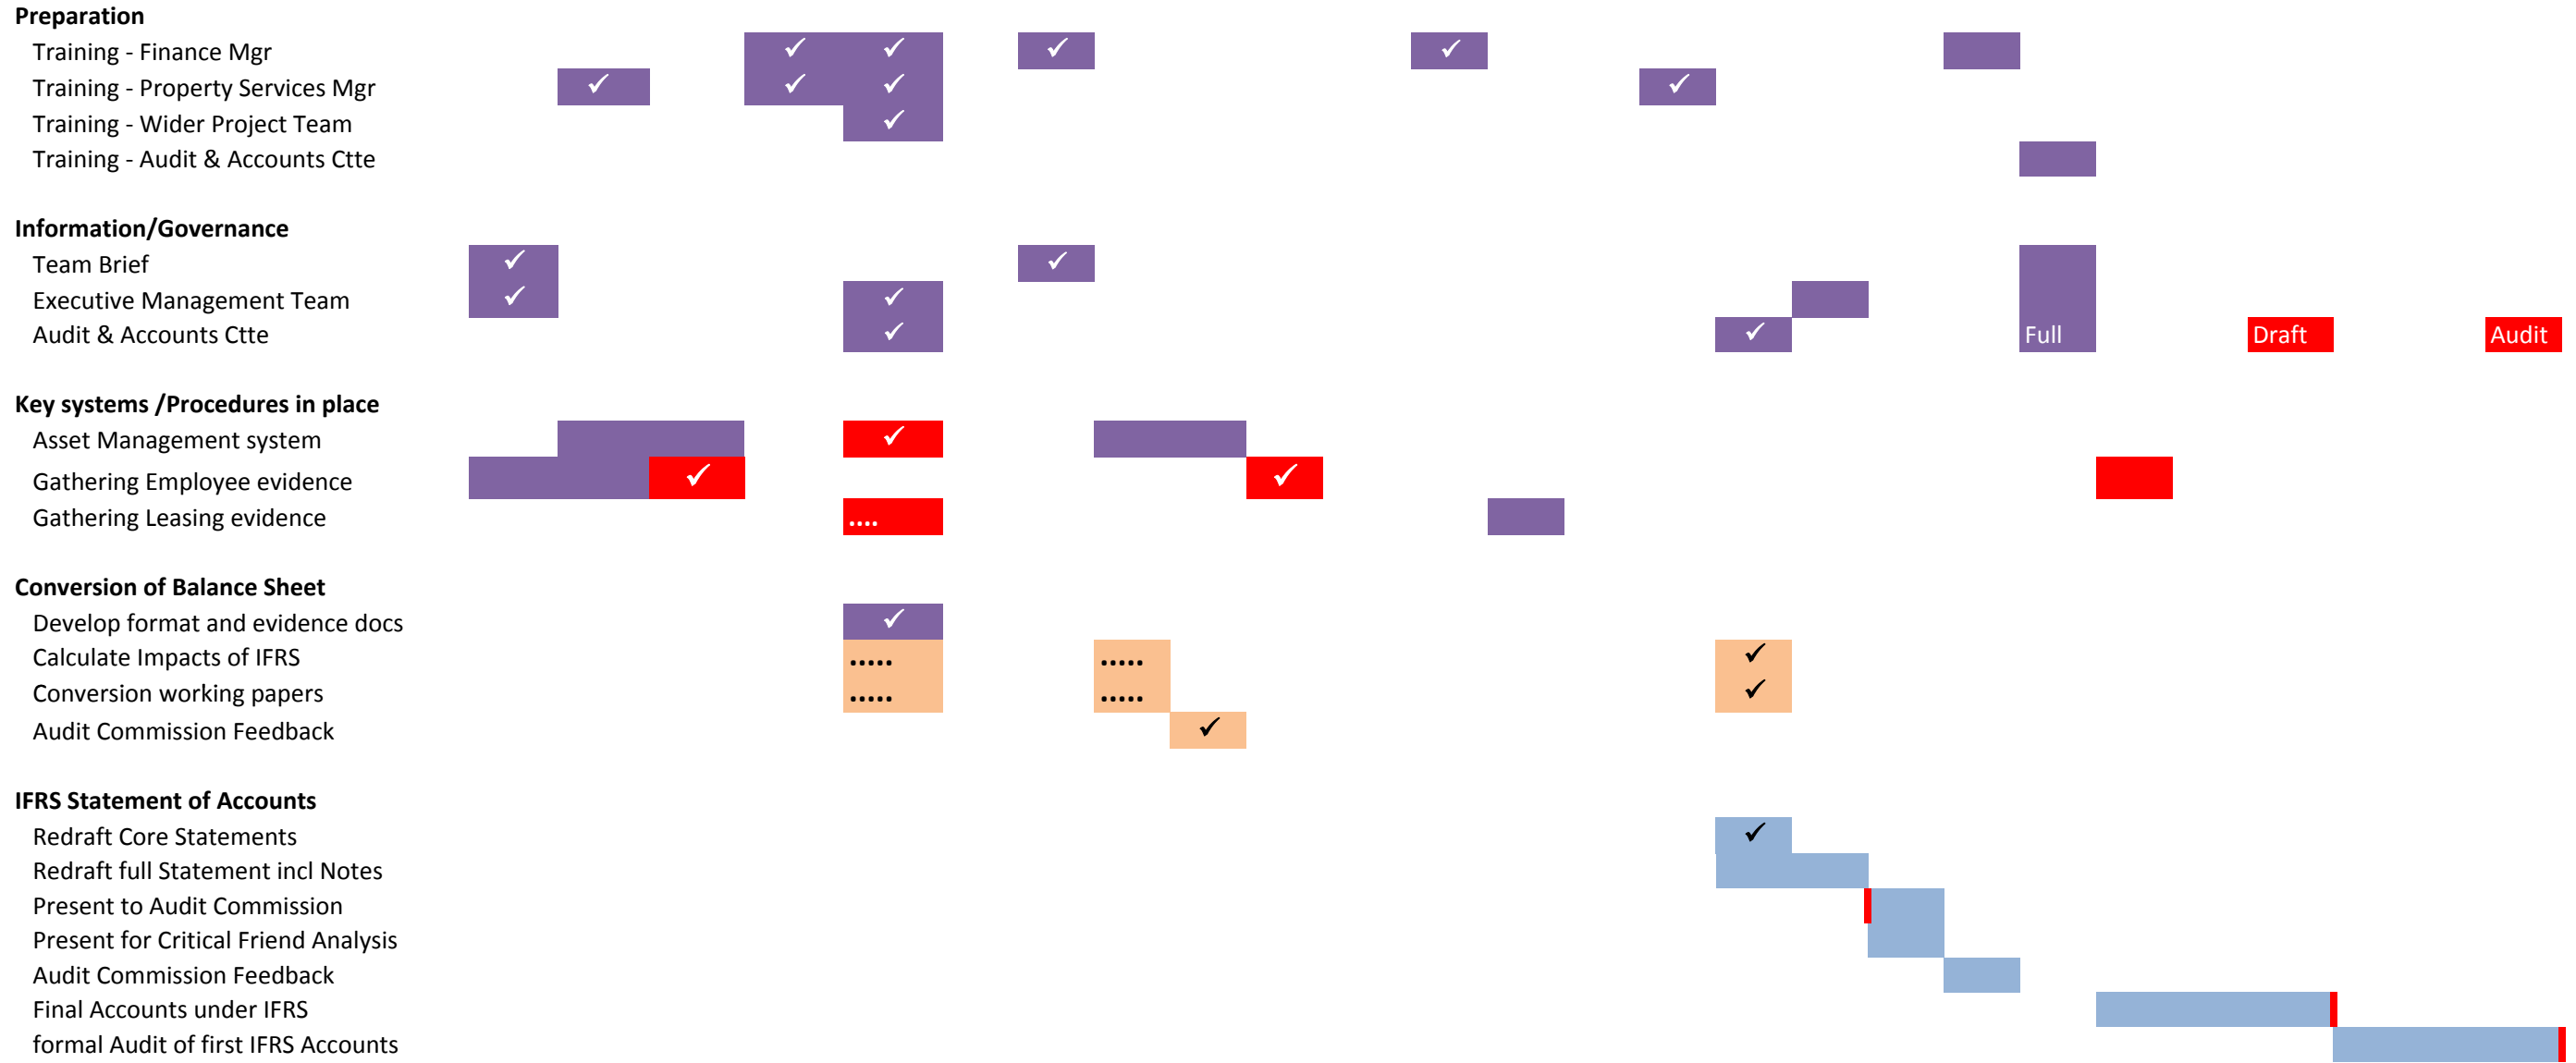 Preparation
Training - Finance Mgr ✓ ✓ ✓ ✓
Training - Property Services Mgr ✓ ✓ ✓ ✓
Training - Wider Project Team ✓
Training - Audit & Accounts Ctte
Information/Governance
Team Brief ✓ ✓
Executive Management Team ✓ ✓
Audit & Accounts Ctte ✓ ✓ Full Draft Audit
Key systems /Procedures in place
Asset Management system ✓
Gathering Employee evidence ✓ ✓
Gathering Leasing evidence ....
Conversion of Balance Sheet
Develop format and evidence docs ✓
Calculate Impacts of IFRS ..... ..... ✓
Conversion working papers ..... ..... ✓
Audit Commission Feedback ✓
IFRS Statement of Accounts
Redraft Core Statements ✓
Redraft full Statement incl Notes
Present to Audit Commission
Present for Critical Friend Analysis
Audit Commission Feedback
Final Accounts under IFRS
formal Audit of first IFRS Accounts